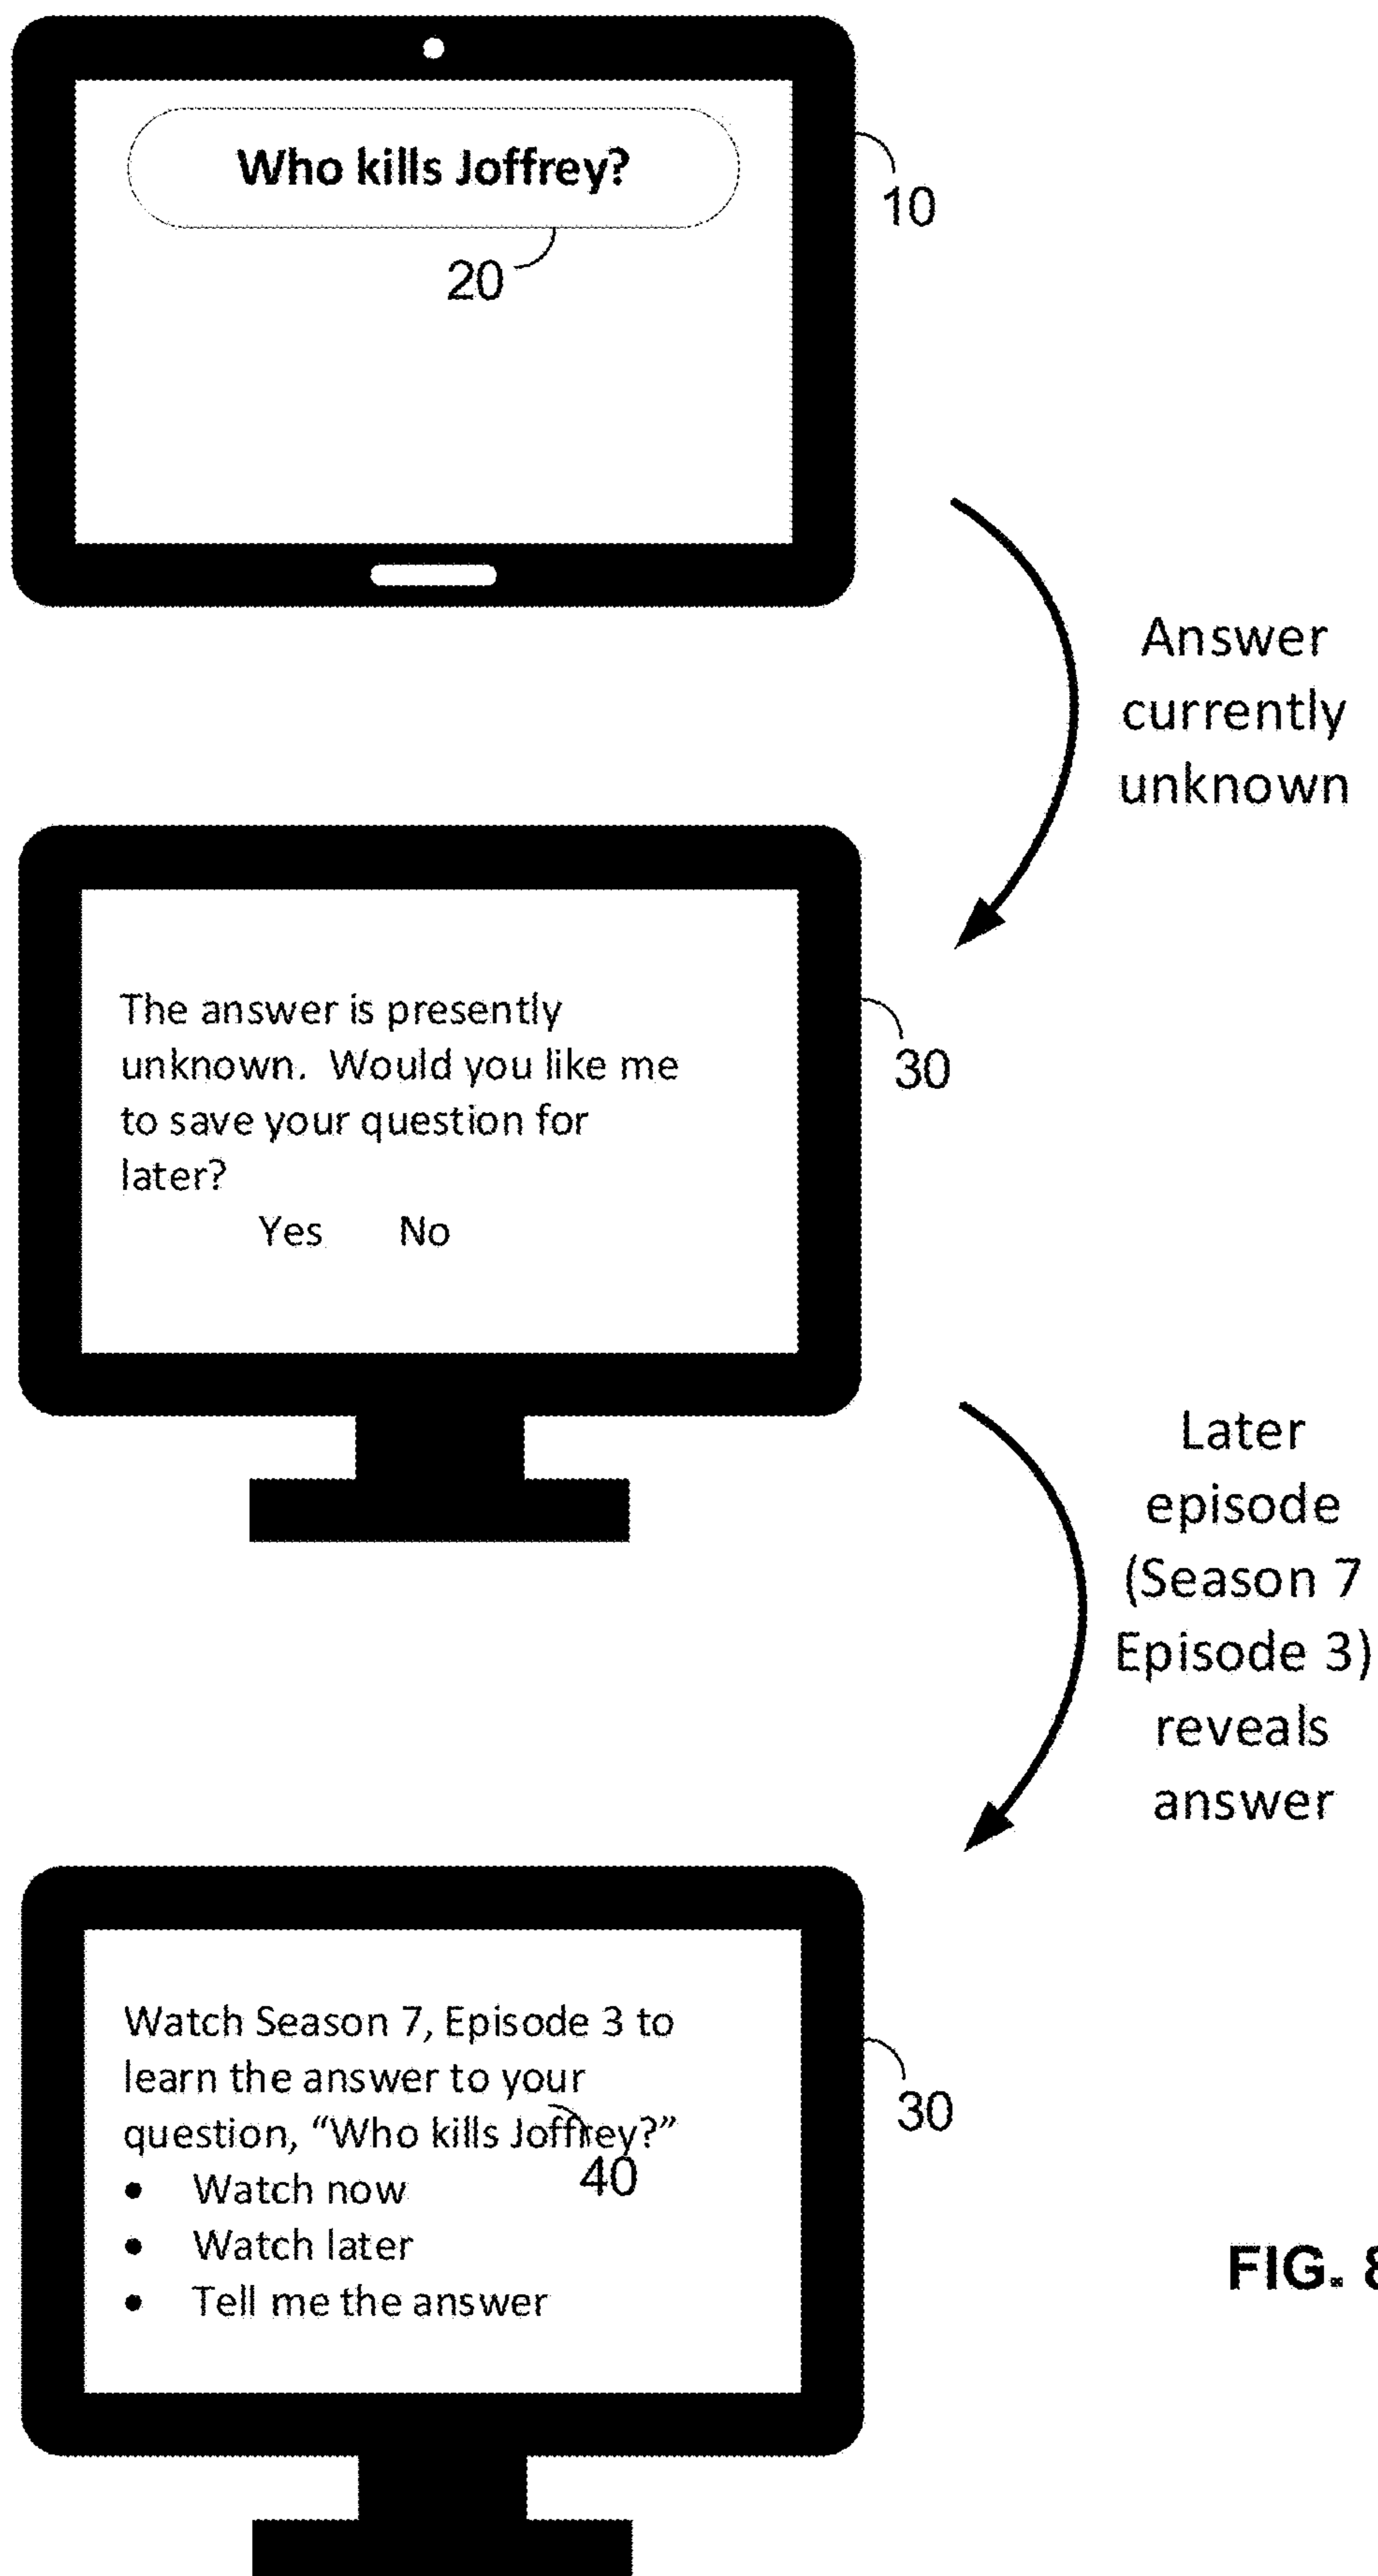 Who kills Joffrey?
10
20
Answer
currently
unknown
The answer is presently
unknown.  Would you like me
to save your question for
later?
Yes No
30
Later
episode
(Season 7
Episode 3)
reveals
answer
Watch Season 7, Episode 3 to
learn the answer to your
question, “Who kills Joffrey?”
40
• Watch now
• Watch later
• Tell me the answer
30
FIG. 8